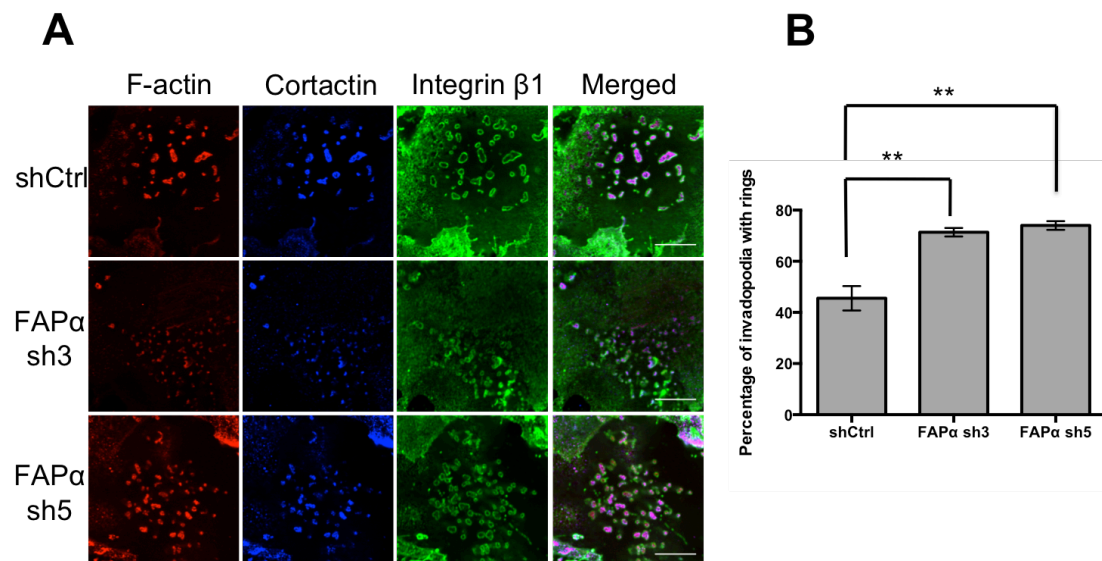 A
B
F-actin
Cortactin
Integrin β1
Merged
shCtrl
FAPα
sh3
FAPα
sh5
**
**
Percentage of invadopodia with rings
80
60
40
20
0
shCtrl
FAPα sh3
FAPα sh5